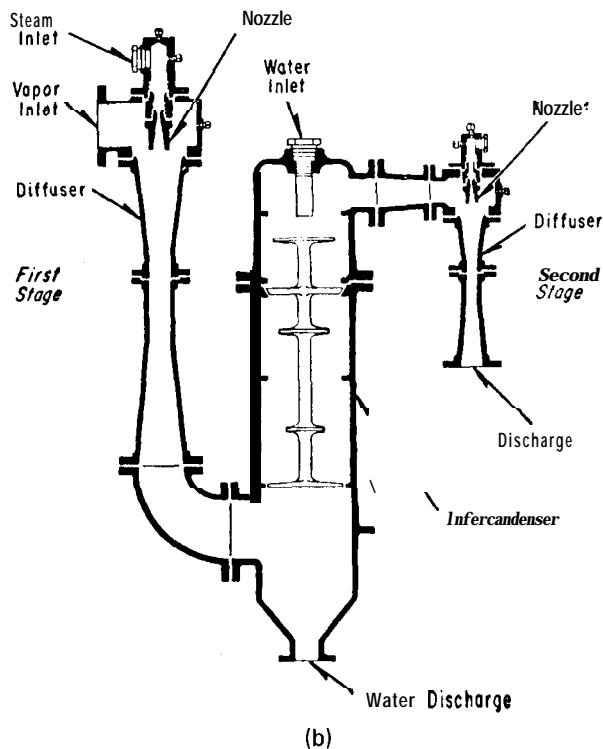 Steam
Inlet
Nozzle
Vapor
Inlet
Water
Inlet
Nozzle
Diffuser
Diffuser
First
Stage
Second
Stage
Discharge
Infercandenser
Water Discharge
(b)